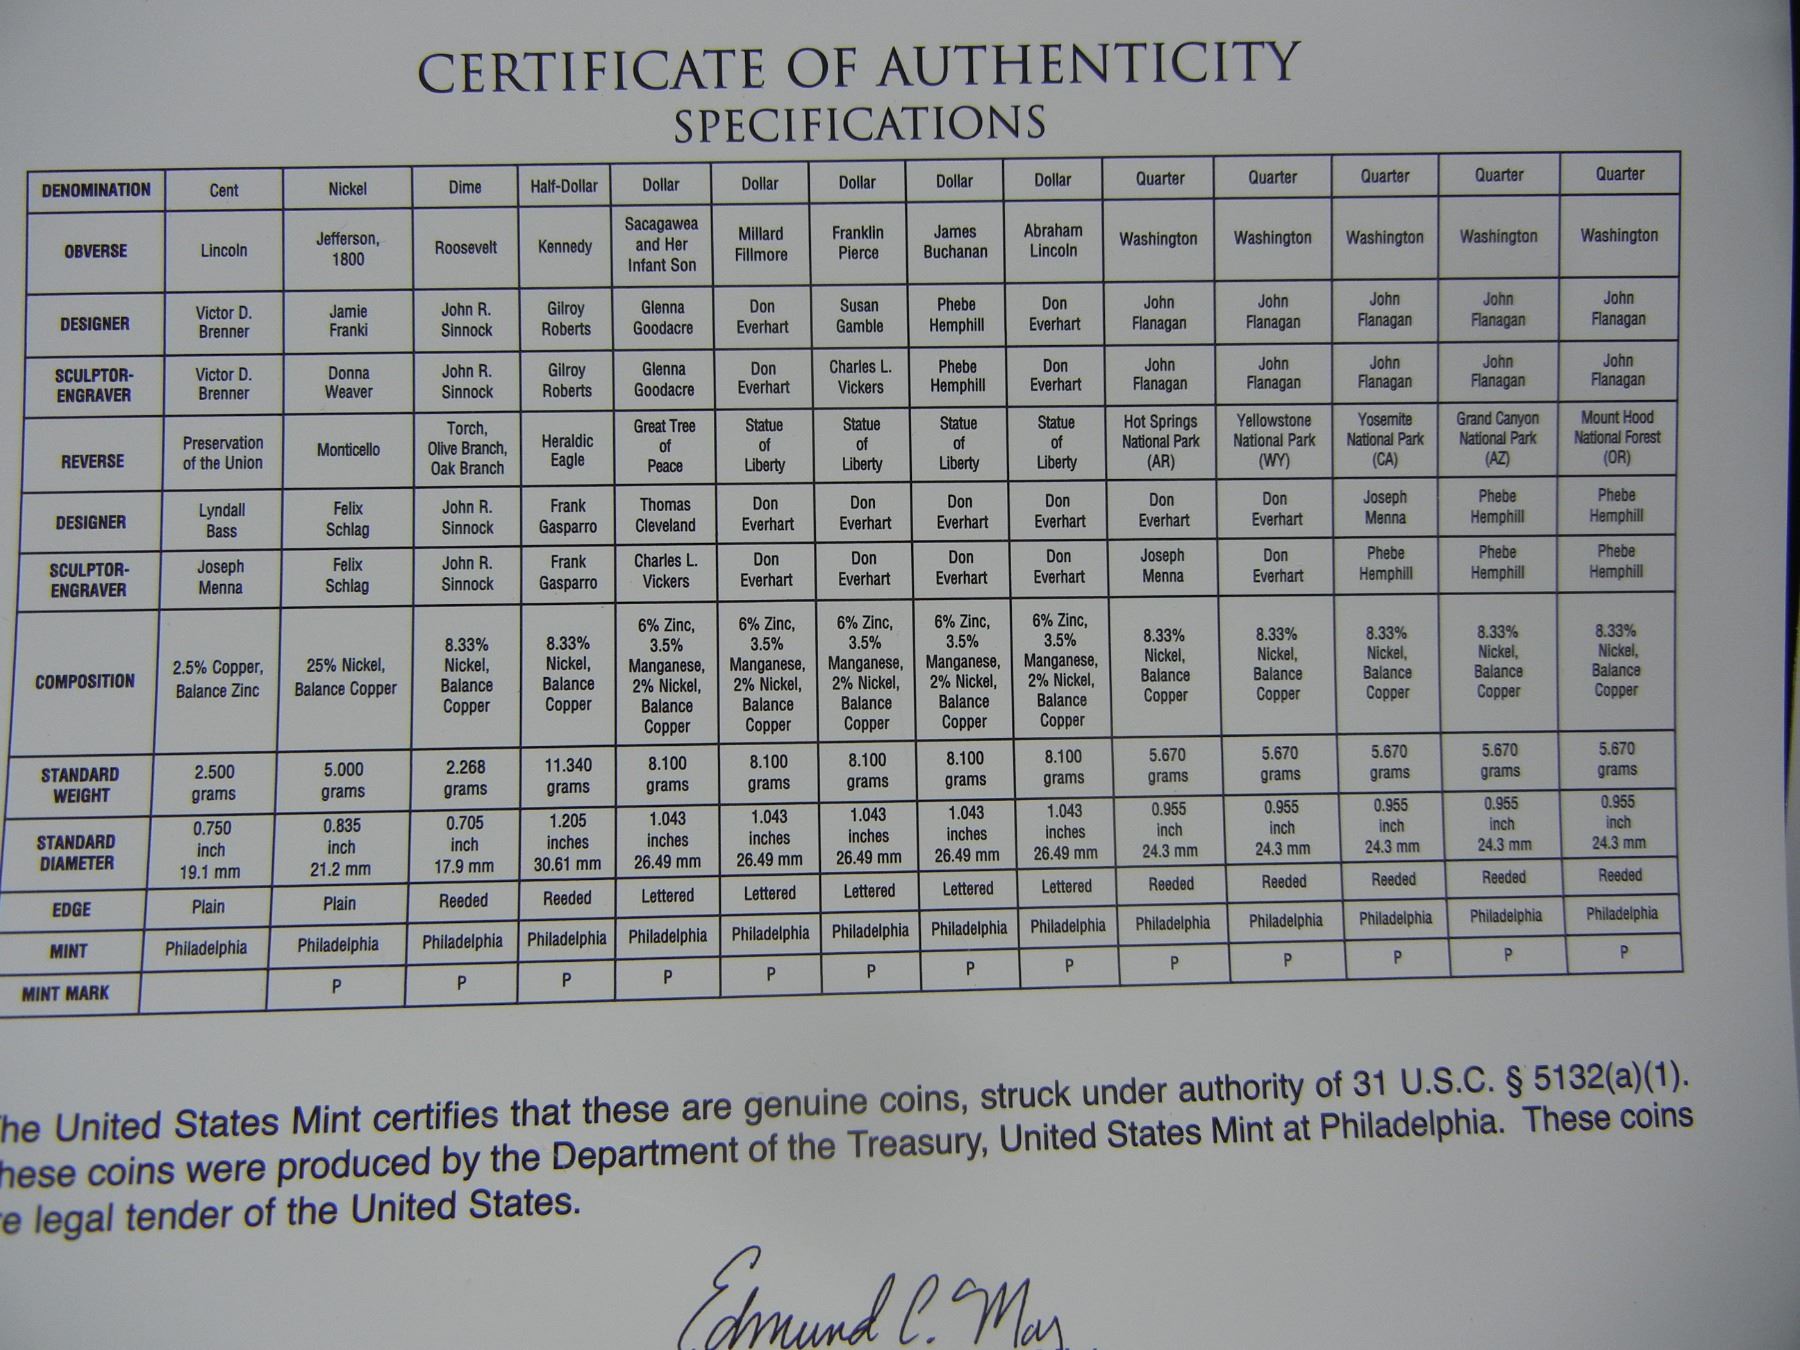 CERTIFICATE OF AUTHENTICITY
SPECIFICATIONS
DENOMINATION Cent Nickel Dime Half-Dollar Dollar Dollar Dollar Dollar Dollar Quarter Quarter Quarter Quarter Quarter
OBVERSE Lincoln Jefferson, 1800 Roosevelt Kennedy Sacagawea and Her Infant Son Millard Fillmore Franklin Pierce James Buchanan Abraham Lincoln Washington Washington Washington Washington Washington
DESIGNER Victor D. Brenner Jamie Franki John R. Sinnock Gilroy Roberts Glenna Goodacre Don Everhart Susan Gamble Phebe Hemphill Don Everhart John Flanagan John Flanagan John Flanagan John Flanagan John Flanagan
SCULPTOR-ENGRAVER Victor D. Brenner Donna Weaver John R. Sinnock Gilroy Roberts Glenna Goodacre Don Everhart Charles L. Vickers Phebe Hemphill Don Everhart John Flanagan John Flanagan John Flanagan John Flanagan John Flanagan
REVERSE Preservation of the Union Monticello Torch, Olive Branch, Oak Branch Heraldic Eagle Great Tree of Peace Statue of Liberty Statue of Liberty Statue of Liberty Statue of Liberty Hot Springs National Park (AR) Yellowstone National Park (WY) Yosemite National Park (CA) Grand Canyon National Park (AZ) Mount Hood National Forest (OR)
DESIGNER Lyndall Bass Felix Schlag John R. Sinnock Frank Gasparro Thomas Cleveland Don Everhart Don Everhart Don Everhart Don Everhart Don Everhart Don Everhart Joseph Menna Phebe Hemphill Phebe Hemphill
SCULPTOR-ENGRAVER Joseph Menna Felix Schlag John R. Sinnock Frank Gasparro Charles L. Vickers Don Everhart Don Everhart Don Everhart Don Everhart Joseph Menna Don Everhart Phebe Hemphill Phebe Hemphill Phebe Hemphill
COMPOSITION 2.5% Copper, Balance Zinc 25% Nickel, Balance Copper 8.33% Nickel, Balance Copper 8.33% Nickel, Balance Copper 6% Zinc, 3.5% Manganese, 2% Nickel, Balance Copper 6% Zinc, 3.5% Manganese, 2% Nickel, Balance Copper 6% Zinc, 3.5% Manganese, 2% Nickel, Balance Copper 6% Zinc, 3.5% Manganese, 2% Nickel, Balance Copper 6% Zinc, 3.5% Manganese, 2% Nickel, Balance Copper 8.33% Nickel, Balance Copper 8.33% Nickel, Balance Copper 8.33% Nickel, Balance Copper 8.33% Nickel, Balance Copper 8.33% Nickel, Balance Copper
STANDARD WEIGHT 2.500 grams 5.000 grams 2.268 grams 11.340 grams 8.100 grams 8.100 grams 8.100 grams 8.100 grams 8.100 grams 5.670 grams 5.670 grams 5.670 grams 5.670 grams 5.670 grams
STANDARD DIAMETER 0.750 inch 19.1 mm 0.835 inch 21.2 mm 0.705 inch 17.9 mm 1.205 inches 30.61 mm 1.043 inches 26.49 mm 1.043 inches 26.49 mm 1.043 inches 26.49 mm 1.043 inches 26.49 mm 1.043 inches 26.49 mm 0.955 inch 24.3 mm 0.955 inch 24.3 mm 0.955 inch 24.3 mm 0.955 inch 24.3 mm 0.955 inch 24.3 mm
EDGE Plain Plain Reeded Reeded Lettered Lettered Lettered Lettered Lettered Reeded Reeded Reeded Reeded Reeded
MINT Philadelphia Philadelphia Philadelphia Philadelphia Philadelphia Philadelphia Philadelphia Philadelphia Philadelphia Philadelphia Philadelphia Philadelphia Philadelphia Philadelphia
MINT MARK P P P P P P P P P P P P P
he United States Mint certifies that these are genuine coins, struck under authority of 31 U.S.C. § 5132(a)(1).
hese coins were produced by the Department of the Treasury, United States Mint at Philadelphia. These coins
e legal tender of the United States.
Edmund C. Moy